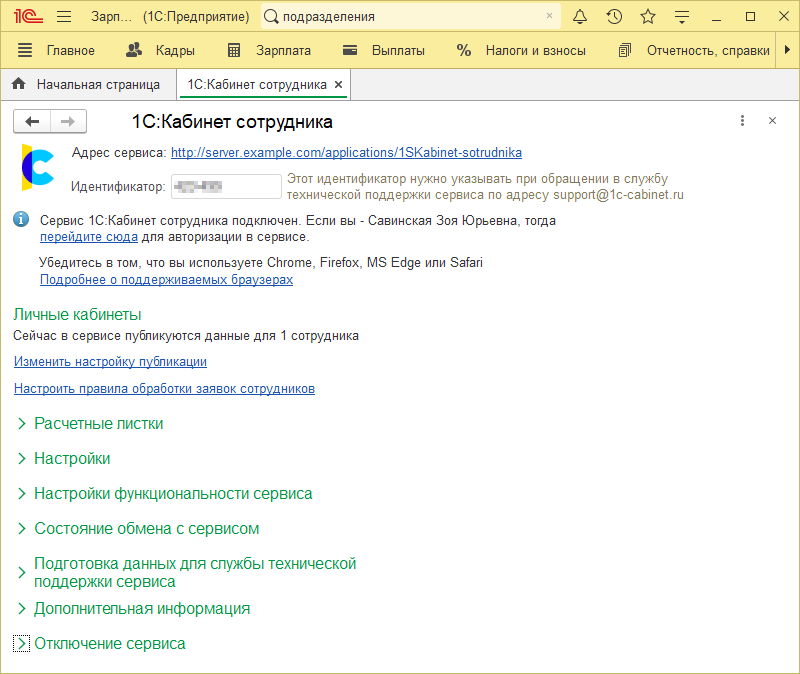 1С Зарп... (1С:Предприятие) подразделения
Главное Кадры Зарплата Выплаты % Налоги и взносы Отчетность, справки
Начальная страница 1С:Кабинет сотрудника
1С:Кабинет сотрудника
Адрес сервиса: http://server.example.com/applications/1SKabinet-sotrudnika
Идентификатор:
Этот идентификатор нужно указывать при обращении в службу
технической поддержки сервиса по адресу support@1c-cabinet.ru
Сервис 1С:Кабинет сотрудника подключен. Если вы - Савинская Зоя Юрьевна, тогда
перейдите сюда для авторизации в сервисе.
Убедитесь в том, что вы используете Chrome, Firefox, MS Edge или Safari
Подробнее о поддерживаемых браузерах
Личные кабинеты
Сейчас в сервисе публикуются данные для 1 сотрудника
Изменить настройку публикации
Настроить правила обработки заявок сотрудников
Расчетные листки
Настройки
Настройки функциональности сервиса
Состояние обмена с сервисом
Подготовка данных для службы технической
поддержки сервиса
Дополнительная информация
Отключение сервиса